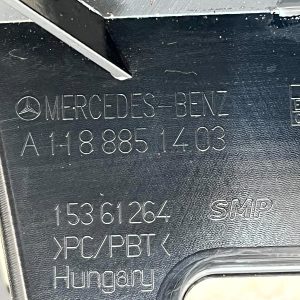 MERCEDES-BENZ
A 118 885 14 03
15361264 SMP
>PC/PBT<
Hungary